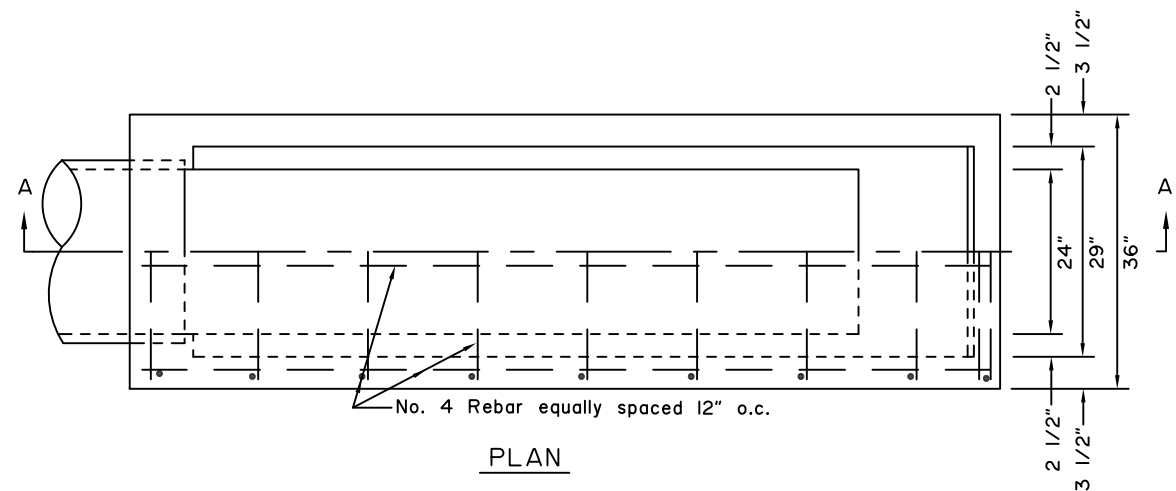 2 1/2"
3 1/2"
A
A
24"
29"
36"
No. 4 Rebar equally spaced 12" o.c.
2 1/2"
3 1/2"
PLAN